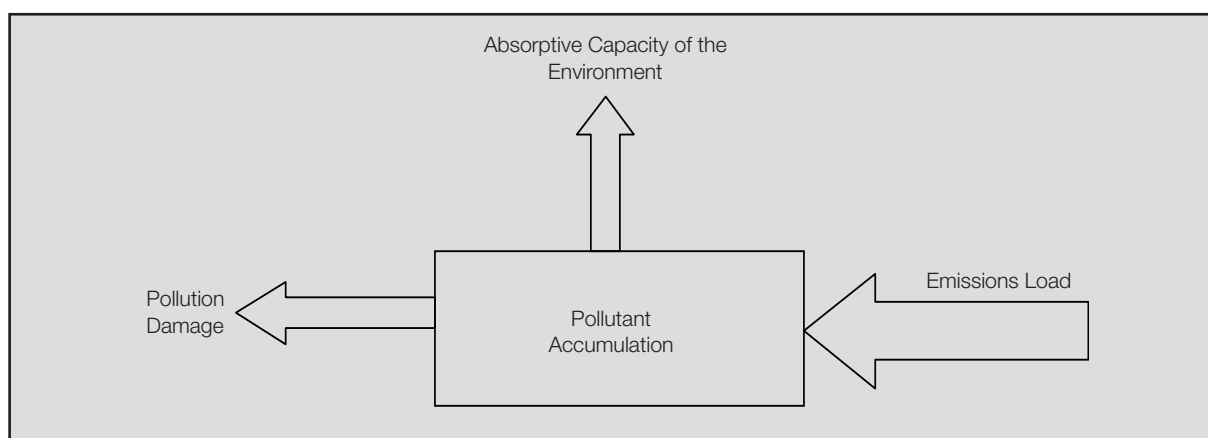 Absorptive Capacity of the
Environment
Emissions Load
Pollution
Damage
Pollutant
Accumulation